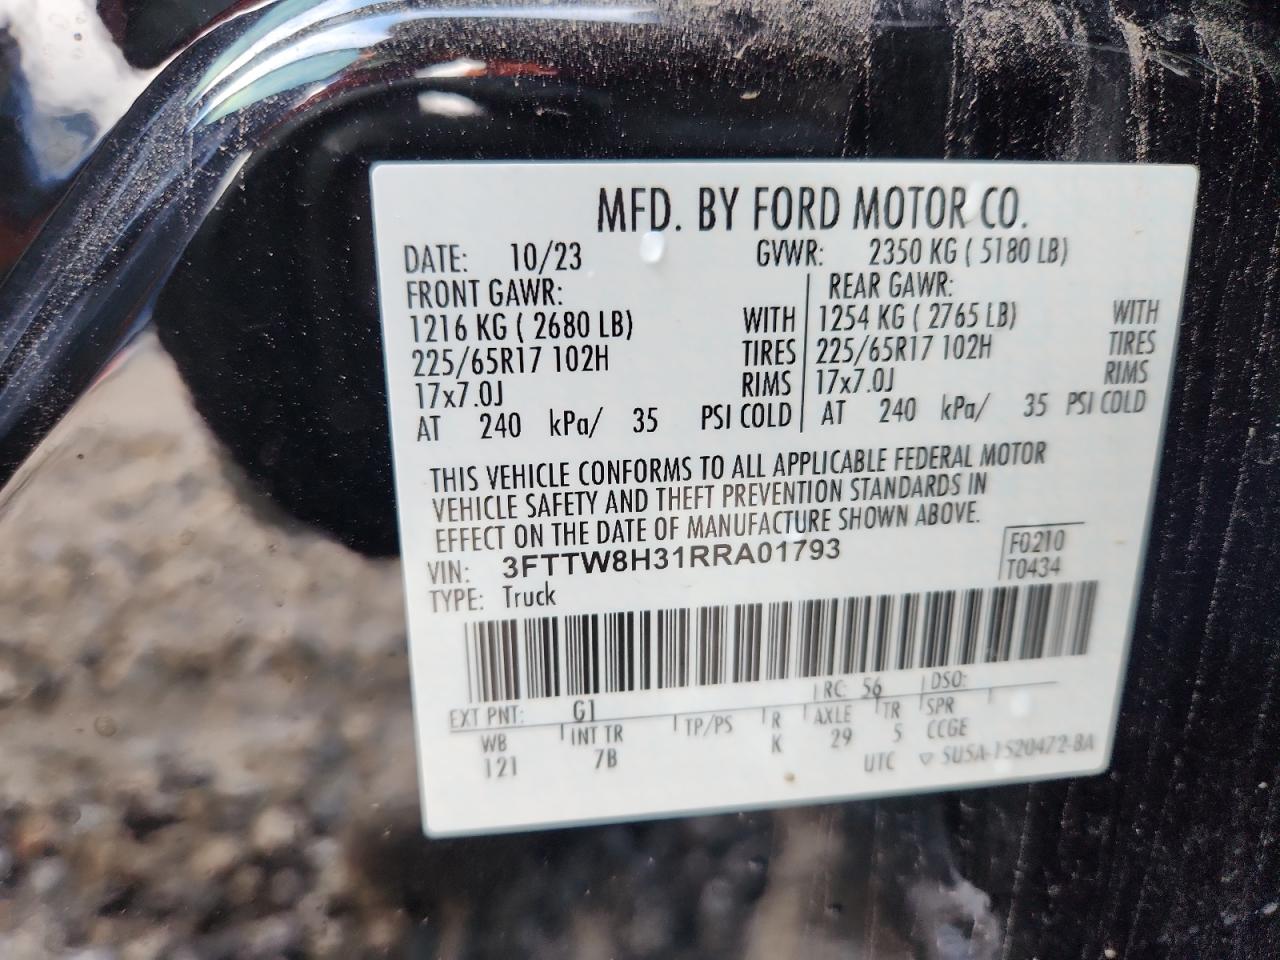 MFD. BY FORD MOTOR CO.
DATE: 10/23 GVWR: 2350 KG ( 5180 LB)
FRONT GAWR: REAR GAWR:
1216 KG ( 2680 LB) WITH 1254 KG ( 2765 LB) WITH
225/65R17 102H TIRES 225/65R17 102H TIRES
17x7.0J RIMS 17x7.0J RIMS
AT 240 kPa/ 35 PSI COLD AT 240 kPa/ 35 PSI COLD
THIS VEHICLE CONFORMS TO ALL APPLICABLE FEDERAL MOTOR
VEHICLE SAFETY AND THEFT PREVENTION STANDARDS IN
EFFECT ON THE DATE OF MANUFACTURE SHOWN ABOVE.
VIN: 3FTTW8H31RRA01793 F0210
TYPE: Truck T0434
EXT PNT: G1 RC: 56 DSO:
WB INT TR TP/PS R AXLE TR SPR
121 7B K 29 5 CCGE
UTC ▽ SU5A-1520472-BA